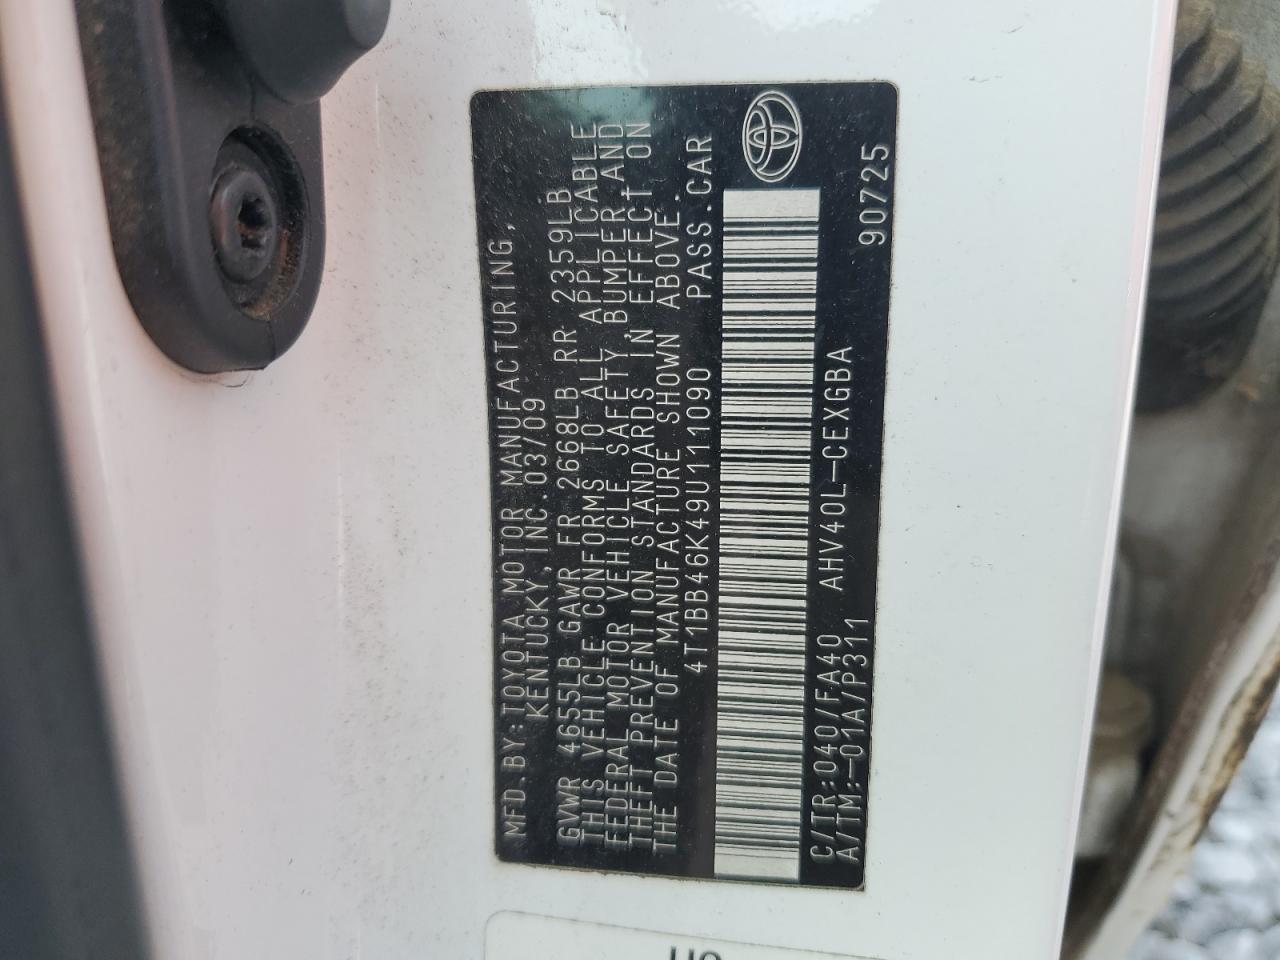 MFD.BY:TOYOTA MOTOR MANUFACTURING,
KENTUCKY,INC.03/09
GVWR 4655LB GAWR FR 2668LB RR 2359LB
THIS VEHICLE CONFORMS TO ALL APPLICABLE
FEDERAL MOTOR VEHICLE SAFETY,BUMPER AND
THEFT PREVENTION STANDARDS IN EFFECT ON
THE DATE OF MANUFACTURE SHOWN ABOVE.
4T1BB46K49U111090 PASS.CAR
C/TR:040/FA40 AHV40L-CEXGBA
A/TM:-01A/P311 90725